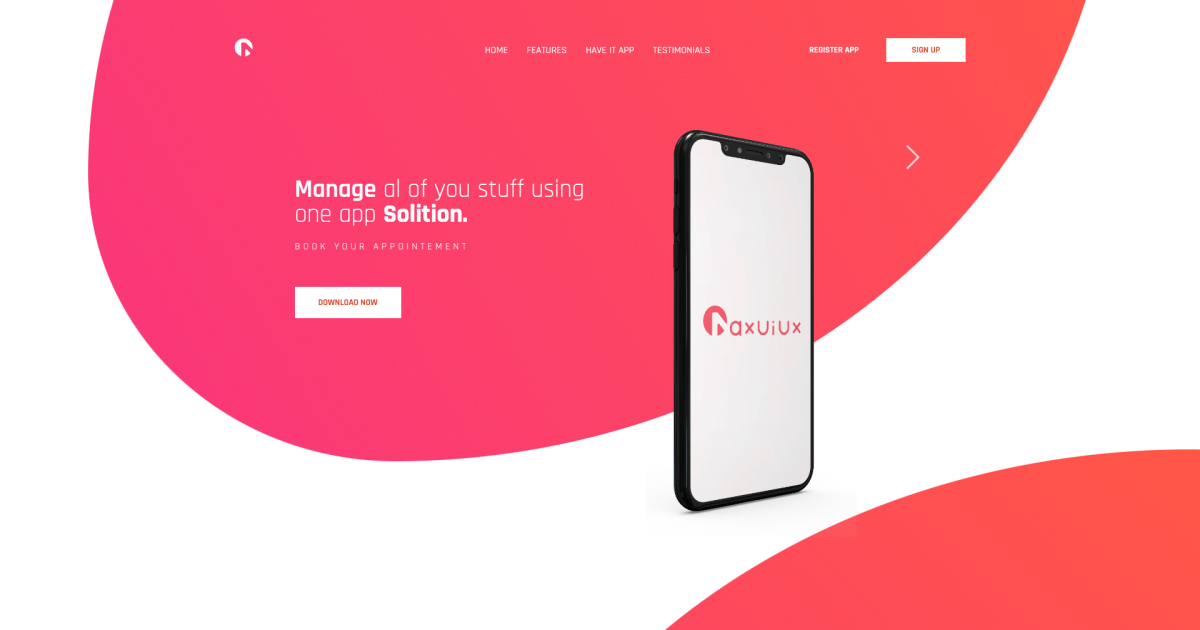 HOME FEATURES HAVE IT APP TESTIMONIALS REGISTER APP SIGN UP
Manage al of you stuff using
one app Solition.
BOOK YOUR APPOINTEMENT
DOWNLOAD NOW
axUiUx